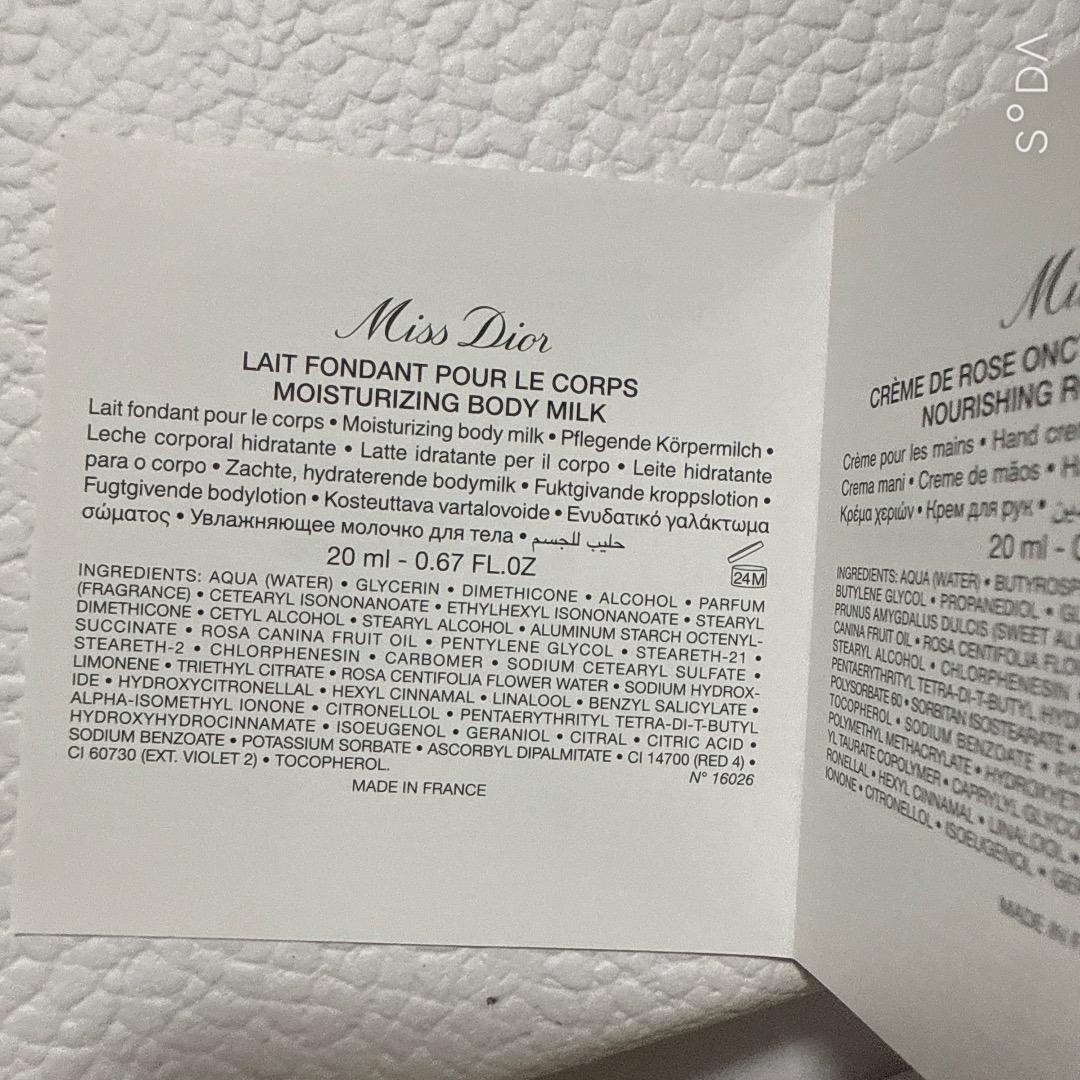 VD°S
Miss Dior
LAIT FONDANT POUR LE CORPS
MOISTURIZING BODY MILK
Lait fondant pour le corps • Moisturizing body milk • Pflegende Körpermilch •
Leche corporal hidratante • Latte idratante per il corpo • Leite hidratante
para o corpo • Zachte, hydraterende bodymilk • Fuktgivande kroppslotion •
Fugtgivende bodylotion • Kosteuttava vartalovoide • Ενυδατικό γαλάκτωμα
σώματος • Увлажняющее молочко для тела • حليب للجسم
20 ml - 0.67 FL.OZ
24M
INGREDIENTS: AQUA (WATER) • GLYCERIN • DIMETHICONE • ALCOHOL • PARFUM
(FRAGRANCE) • CETEARYL ISONONANOATE • ETHYLHEXYL ISONONANOATE • STEARYL
DIMETHICONE • CETYL ALCOHOL • STEARYL ALCOHOL • ALUMINUM STARCH OCTENYL-
SUCCINATE • ROSA CANINA FRUIT OIL • PENTYLENE GLYCOL • STEARETH-21 •
STEARETH-2 • CHLORPHENESIN • CARBOMER • SODIUM CETEARYL SULFATE •
LIMONENE • TRIETHYL CITRATE • ROSA CENTIFOLIA FLOWER WATER • SODIUM HYDROX-
IDE • HYDROXYCITRONELLAL • HEXYL CINNAMAL • LINALOOL • BENZYL SALICYLATE •
ALPHA-ISOMETHYL IONONE • CITRONELLOL • PENTAERYTHRITYL TETRA-DI-T-BUTYL
HYDROXYHYDROCINNAMATE • ISOEUGENOL • GERANIOL • CITRAL • CITRIC ACID •
SODIUM BENZOATE • POTASSIUM SORBATE • ASCORBYL DIPALMITATE • CI 14700 (RED 4) •
CI 60730 (EXT. VIOLET 2) • TOCOPHEROL.
N° 16026
MADE IN FRANCE
CRÈME DE ROSE
NOURISHING
Crème pour les mains • Hand
Crema mani • Creme de mãos •
Κρέμα χεριών • Крем для рук •
20 ml -
INGREDIENTS: AQUA (WATER) •
BUTYLENE GLYCOL • PROPANEDIOL •
PRUNUS AMYGDALUS DULCIS (SWEET
CANINA FRUIT OIL • ROSA CENTIFOLIA
STEARYL ALCOHOL • CHLORPHENESIN •
PENTAERYTHRITYL TETRA-DI-T-BUTYL
POLYSORBATE 60 • SORBITAN ISOSTEARATE •
TOCOPHEROL • SODIUM BENZOATE •
POLYMETHYL METHACRYLATE •
YL TAURATE COPOLYMER • CAPRYLYL
RONELLAL • HEXYL CINNAMAL • LINALOOL •
IONONE • CITRONELLOL • ISOEUGENOL •
MADE IN